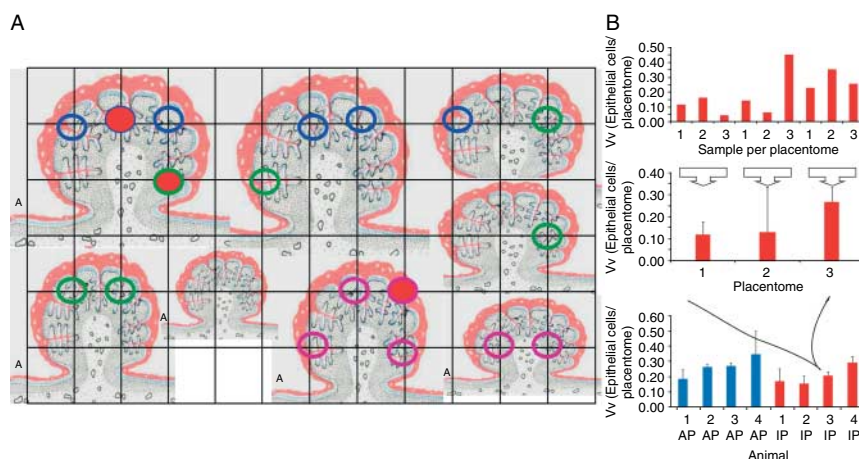 A
A
A
A
A
A
B
Vv (Epithelial cells/
placentome)
0.50
0.40
0.30
0.20
0.10
0.00
1 2 3 1 2 3 1 2 3
Sample per placentome
Vv (Epithelial cells/
placentome)
0.40
0.30
0.20
0.10
0.00
1 2 3
Placentome
Vv (Epithelial cells/
placentome)
0.60
0.50
0.40
0.30
0.20
0.10
0.00
1 2 3 4 1 2 3 4
AP AP AP AP IP IP IP IP
Animal